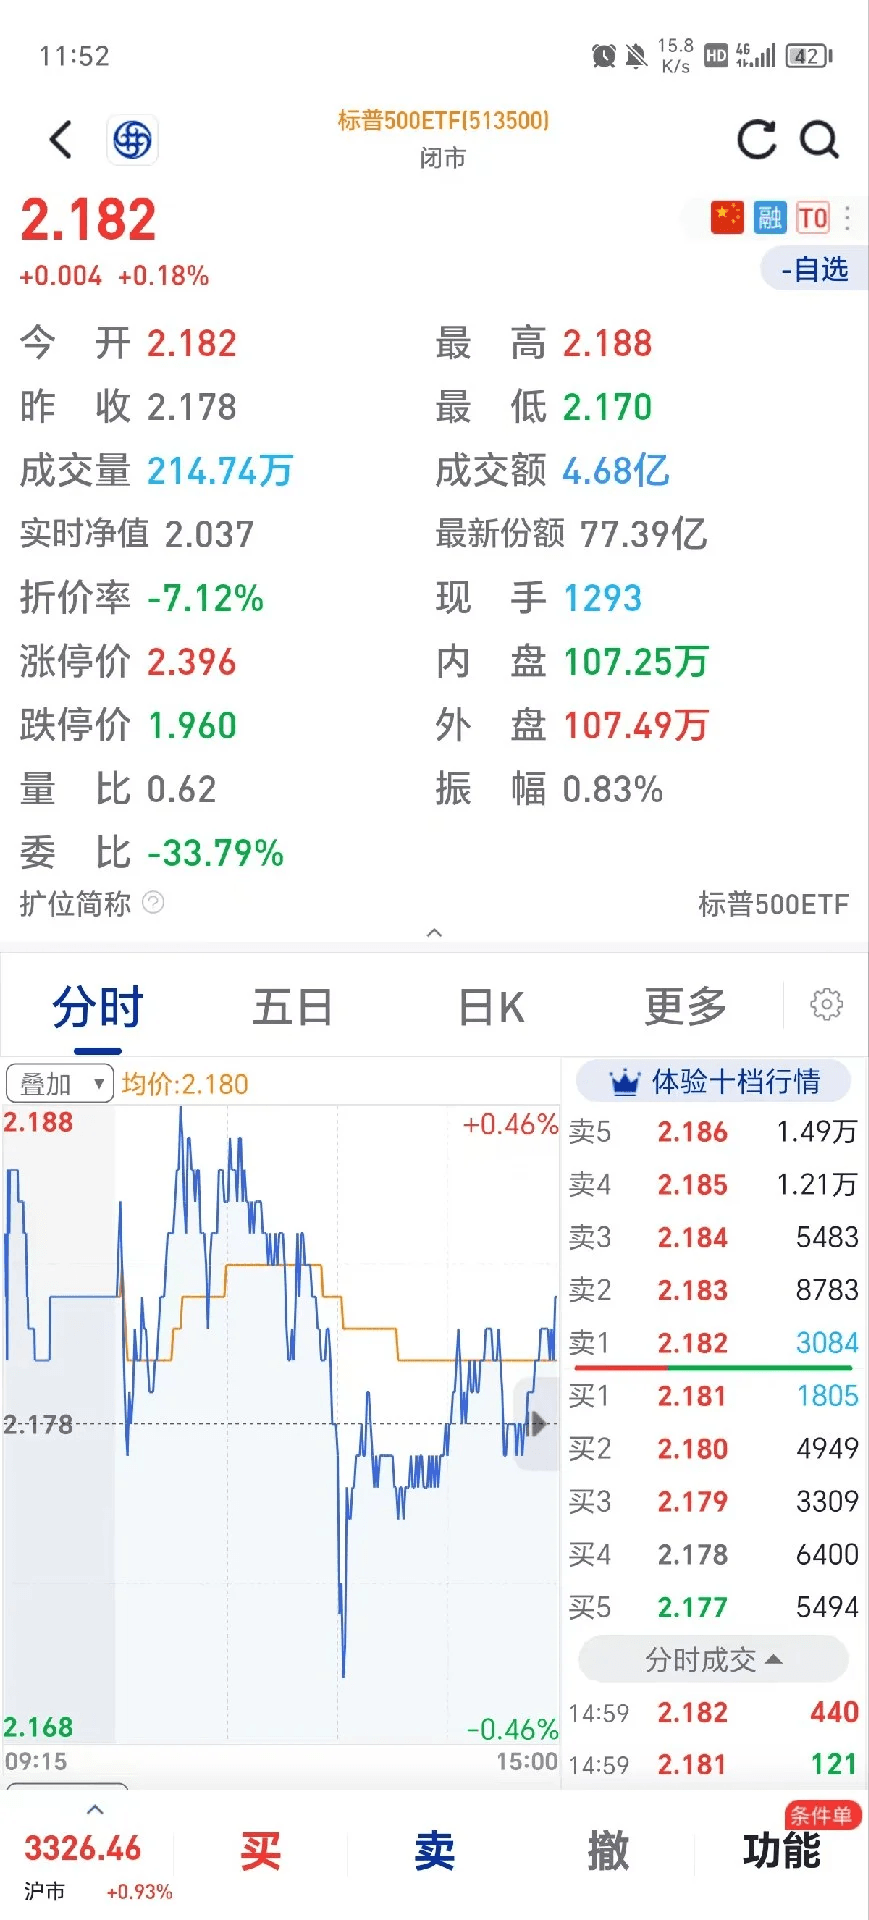 11:52
15.8 K/s HD 4G 42
标普500ETF(513500)
闭市
2.182
融 T0
+0.004 +0.18%
-自选
今开 2.182 最高 2.188
昨收 2.178 最低 2.170
成交量 214.74万 成交额 4.68亿
实时净值 2.037 最新份额 77.39亿
折价率 -7.12% 现手 1293
涨停价 2.396 内盘 107.25万
跌停价 1.960 外盘 107.49万
量比 0.62 振幅 0.83%
委比 -33.79%
扩位简称 ? 标普500ETF
分时 五日 日K 更多
叠加 ▼ 均价:2.180
体验十档行情
2.188 +0.46%
2.178
2.168 -0.46%
09:15 15:00
卖5 2.186 1.49万
卖4 2.185 1.21万
卖3 2.184 5483
卖2 2.183 8783
卖1 2.182 3084
买1 2.181 1805
买2 2.180 4949
买3 2.179 3309
买4 2.178 6400
买5 2.177 5494
分时成交
14:59 2.182 440
14:59 2.181 121
3326.46
沪市 +0.93%
买 卖 撤 功能
条件单